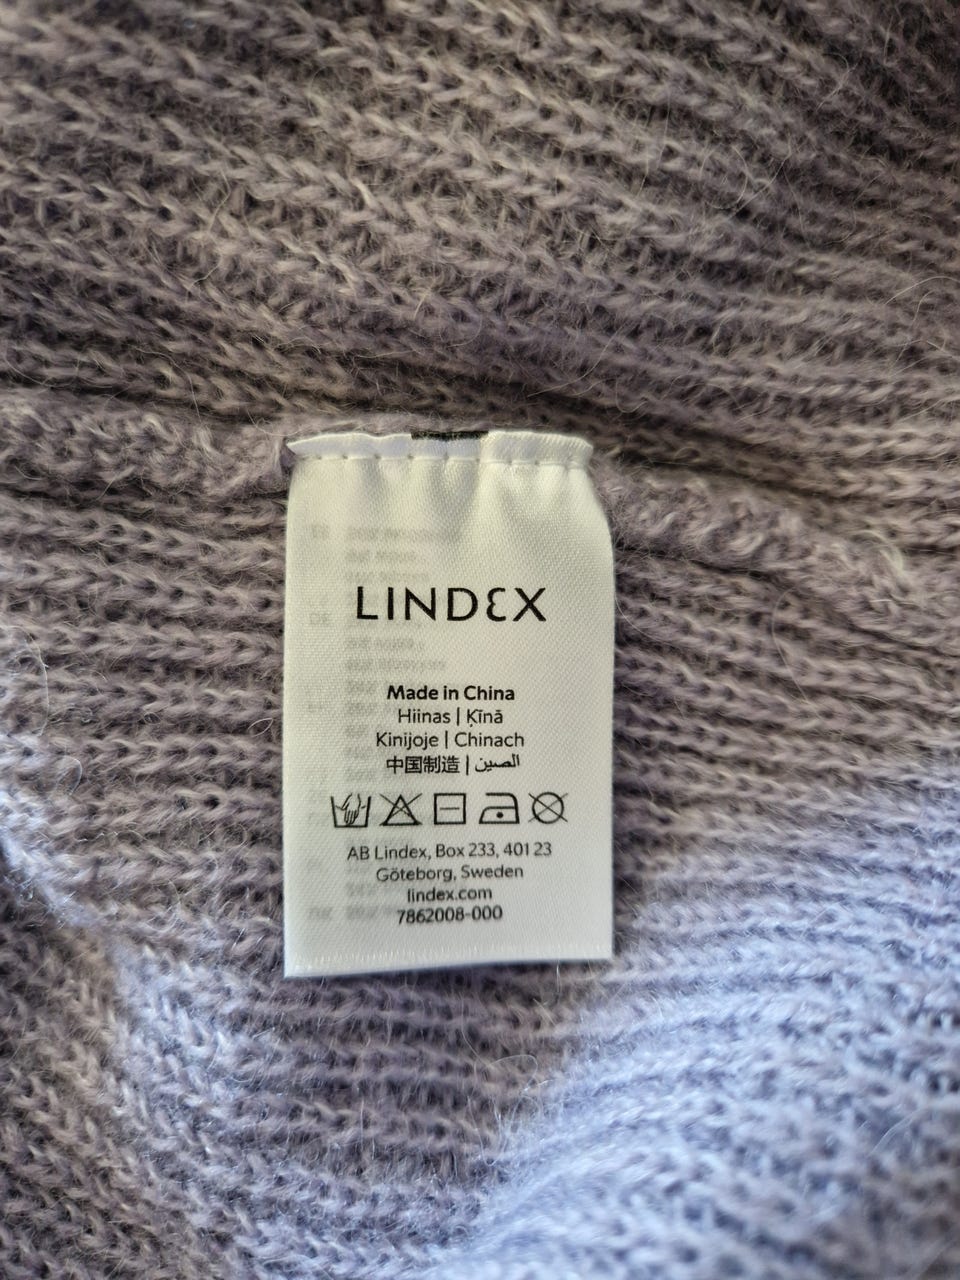 LINDEX
Made in China
Hiinas | Ķīnā
Kinijoje | Chinach
中国制造 | الصين
AB Lindex, Box 233, 401 23
Göteborg, Sweden
lindex.com
7862008-000